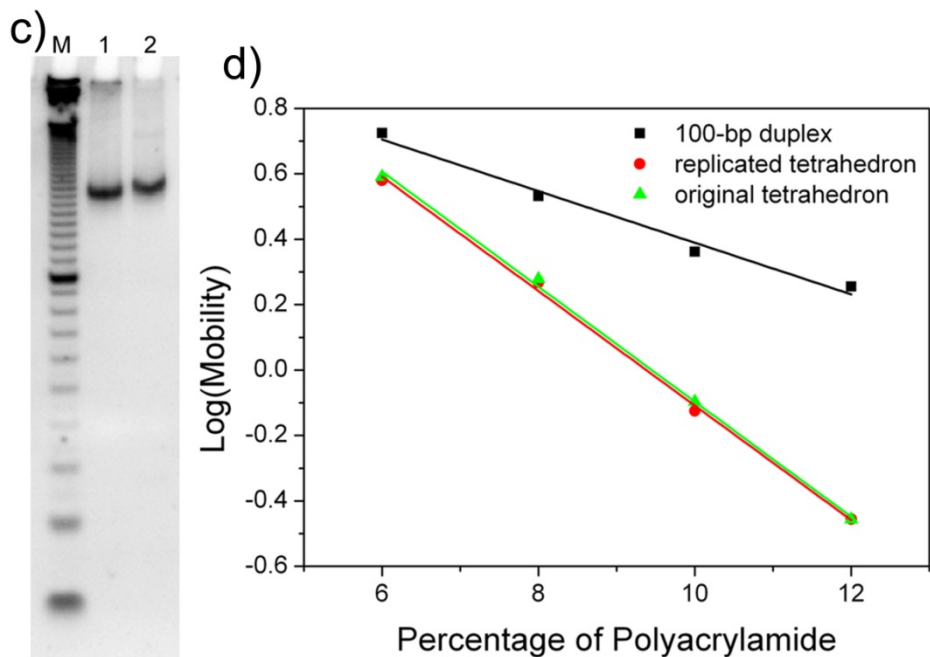 c)
M 1 2
d)
0.8
0.6
0.4
0.2
0.0
-0.2
-0.4
-0.6
Log(Mobility)
100-bp duplex
replicated tetrahedron
original tetrahedron
6 8 10 12
Percentage of Polyacrylamide